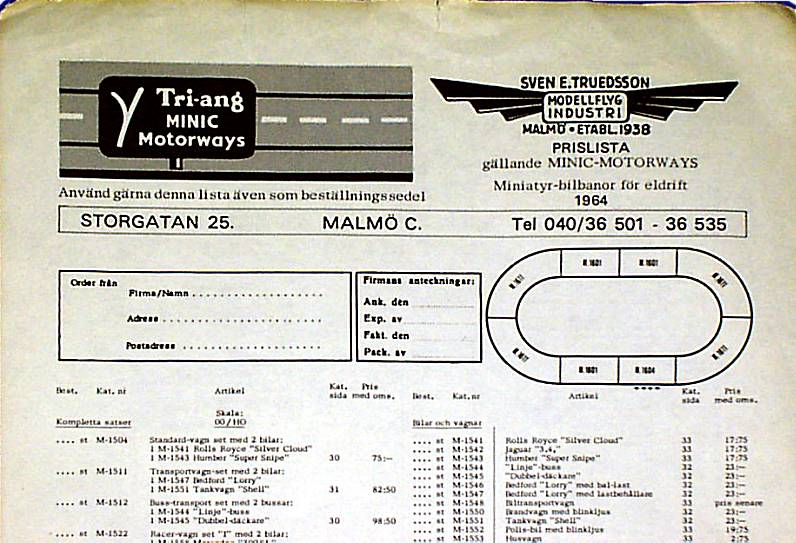 Tri-ang
MINIC
Motorways
SVEN E. TRUEDSSON
MODELLFLYG
INDUSTRI
MALMÖ • ETABL. 1938
PRISLISTA
gällande MINIC-MOTORWAYS
Miniatyr-bilbanor för eldrift
1964
Använd gärna denna lista även som beställningssedel
STORGATAN 25. MALMÖ C. Tel 040/36 501 - 36 535
Order från
Firma/Namn
Adress
Postadress
Firmans anteckningar:
Ank. den
Exp. av
Fakt. den
Pack. av
R.1601 R.1601
R.1611 R.1611
R.1611 R.1611
R.1601 R.1604
Best. Kat.nr Artikel Kat. sida Pris med oms.
Skala:
00/HO
Kompletta satser
.... st M-1504 Standard-vagn set med 2 bilar:
1 M-1541 Rolls Royce "Silver Cloud"
1 M-1543 Humber "Super Snipe" 30 75:—
.... st M-1511 Transportvagn-set med 2 bilar:
1 M-1547 Bedford "Lorry"
1 M-1551 Tankvagn "Shell" 31 82:50
.... st M-1512 Buss-transport set med 2 bussar:
1 M-1544 "Linje"-buss
1 M-1545 "Dubbel-däckare" 30 98:50
.... st M-1522 Racer-vagn set "I" med 2 bilar:
Best. Kat.nr Artikel Kat. sida Pris med oms.
Bilar och vagnar
.... st M-1541 Rolls Royce "Silver Cloud" 33 17:75
.... st M-1542 Jaguar "3,4," 33 17:75
.... st M-1543 Humber "Super Snipe" 33 17:75
.... st M-1544 "Linje"-buss 32 23:—
.... st M-1545 "Dubbel-däckare" 32 23:—
.... st M-1546 Bedford "Lorry" med bal-last 32 23:—
.... st M-1547 Bedford "Lorry" med lastbehållare 32 23:—
.... st M-1548 Biltransportvagn 33 pris senare
.... st M-1550 Brandvagn med blinkljus 32 23:—
.... st M-1551 Tankvagn "Shell" 32 23:—
.... st M-1552 Polis-bil med blinkljus 33 19:75
.... st M-1553 Husvagn 33 2:75